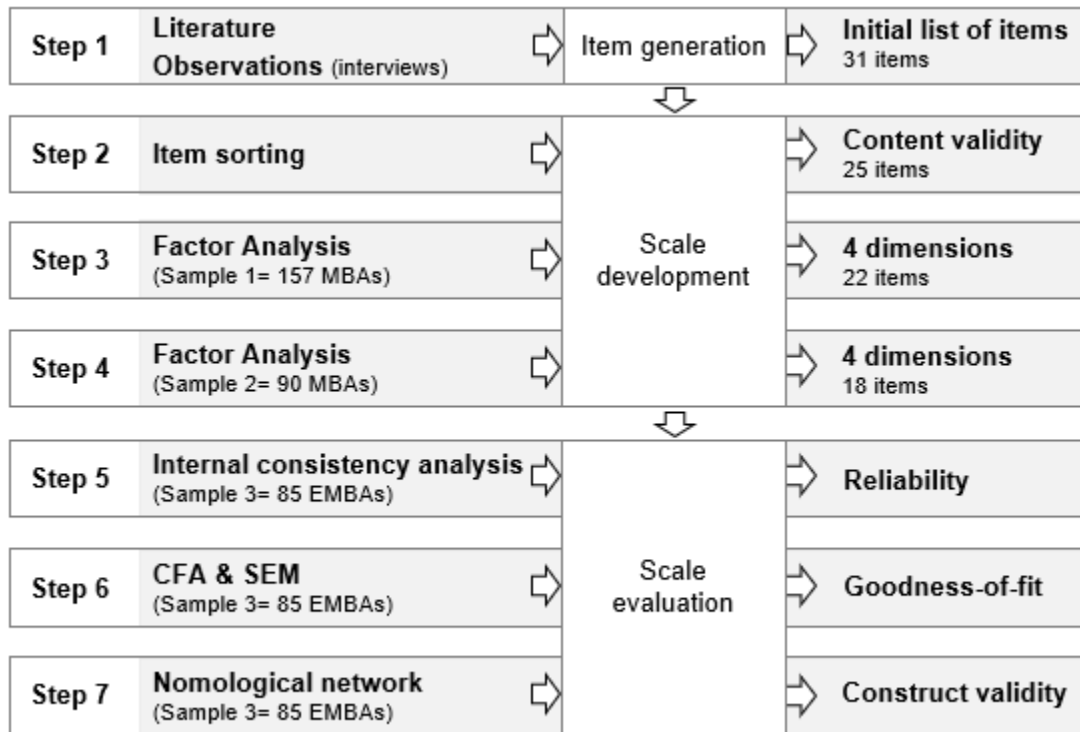 Step 1
Literature
Observations (interviews)
Item generation
Initial list of items
31 items
Step 2
Item sorting
Content validity
25 items
Step 3
Factor Analysis
(Sample 1= 157 MBAs)
Scale
development
4 dimensions
22 items
Step 4
Factor Analysis
(Sample 2= 90 MBAs)
4 dimensions
18 items
Step 5
Internal consistency analysis
(Sample 3= 85 EMBAs)
Reliability
Step 6
CFA & SEM
(Sample 3= 85 EMBAs)
Scale
evaluation
Goodness-of-fit
Step 7
Nomological network
(Sample 3= 85 EMBAs)
Construct validity